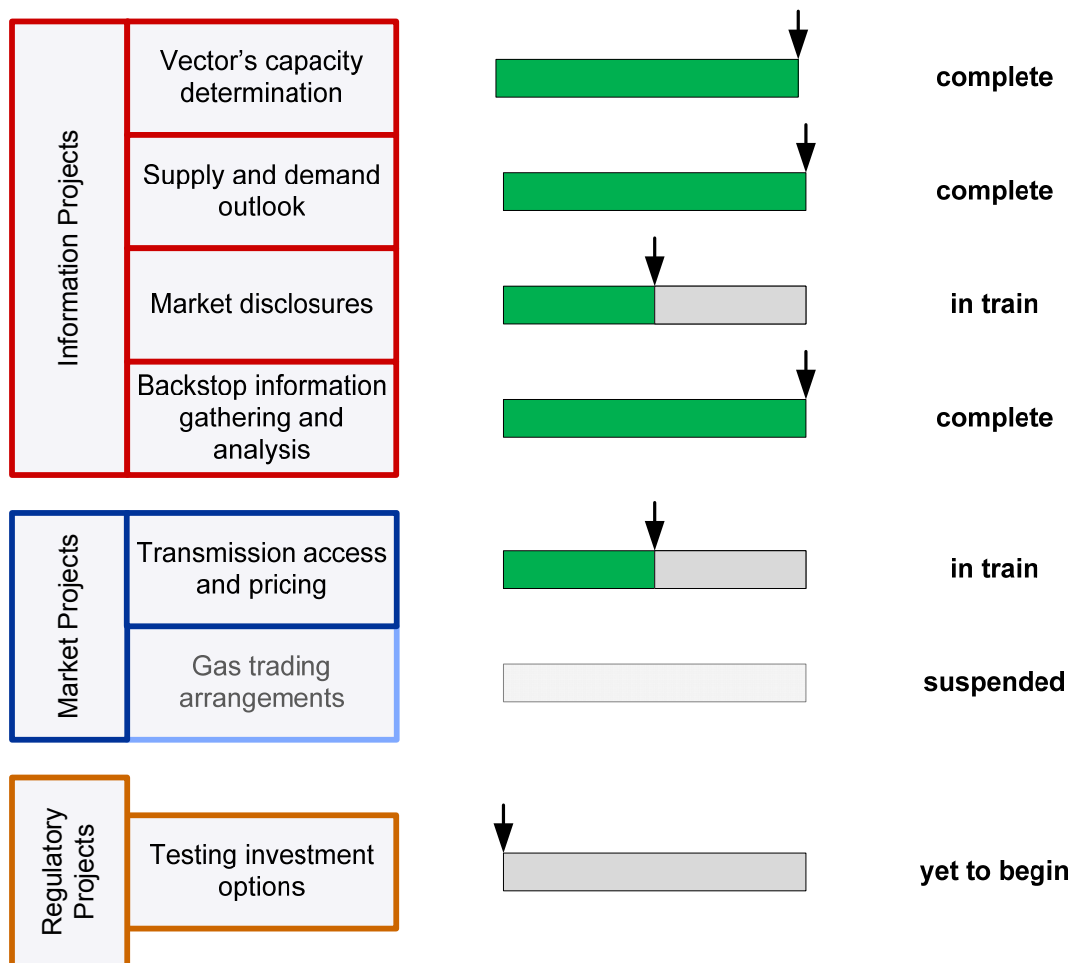 Information Projects
Vector's capacity
determination
complete
Supply and demand
outlook
complete
Market disclosures
in train
Backstop information
gathering and
analysis
complete
Market Projects
Transmission access
and pricing
in train
Gas trading
arrangements
suspended
Regulatory
Projects
Testing investment
options
yet to begin